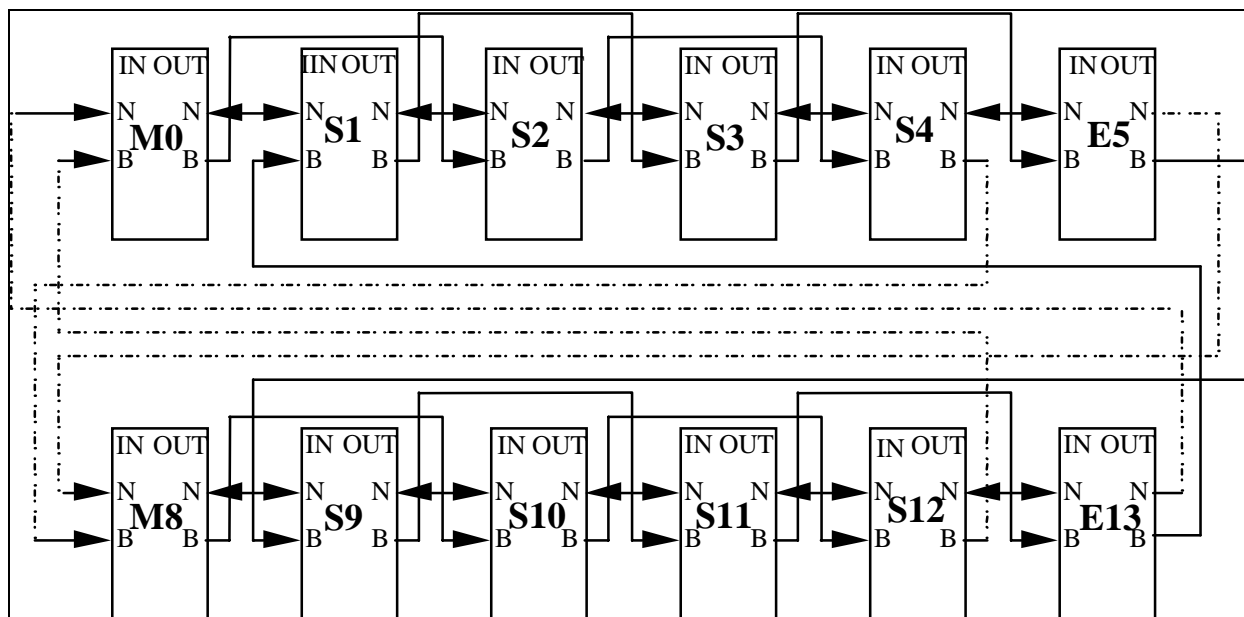 IN OUT IIN OUT IN OUT IN OUT IN OUT IN OUT
N N N N N N N N N N N N
M0 S1 S2 S3 S4 E5
B B B B B B B B B B B B
IN OUT IN OUT IN OUT IN OUT IN OUT IN OUT
N N N N N N N N N N N N
M8 S9 S10 S11 S12 E13
B B B B B B B B B B B B